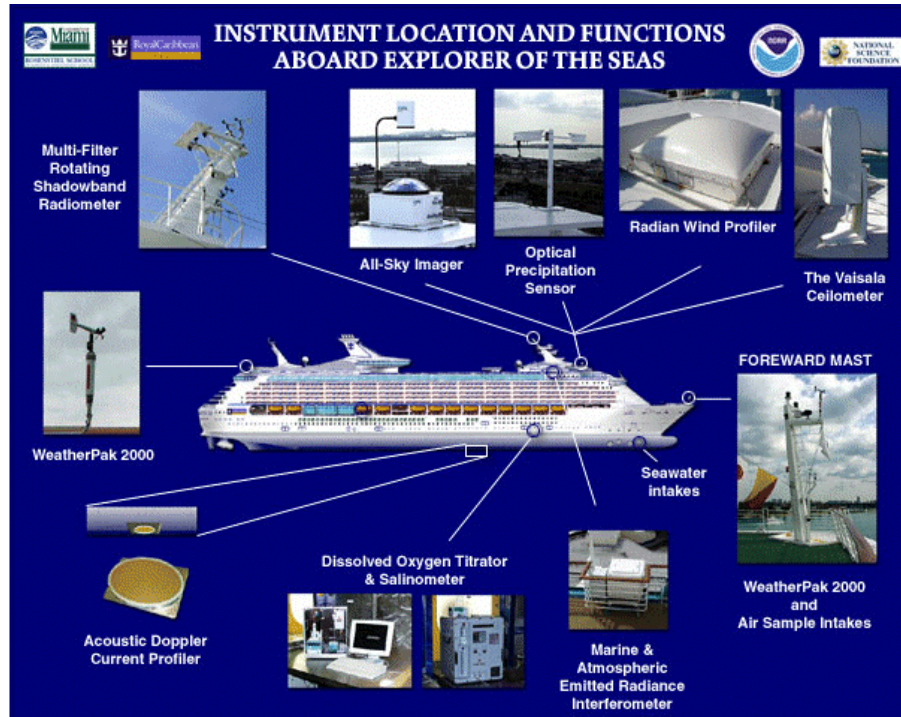 Miami
ROSENSTIEL SCHOOL
RoyalCaribbean
INSTRUMENT LOCATION AND FUNCTIONS
ABOARD EXPLORER OF THE SEAS
NOAA
NATIONAL
SCIENCE
FOUNDATION
Multi-Filter
Rotating
Shadowband
Radiometer
All-Sky Imager
Optical
Precipitation
Sensor
Radian Wind Profiler
The Vaisala
Ceilometer
WeatherPak 2000
FOREWARD MAST
Seawater
intakes
Dissolved Oxygen Titrator
& Salinometer
Acoustic Doppler
Current Profiler
Marine &
Atmospheric
Emitted Radiance
Interferometer
WeatherPak 2000
and
Air Sample Intakes